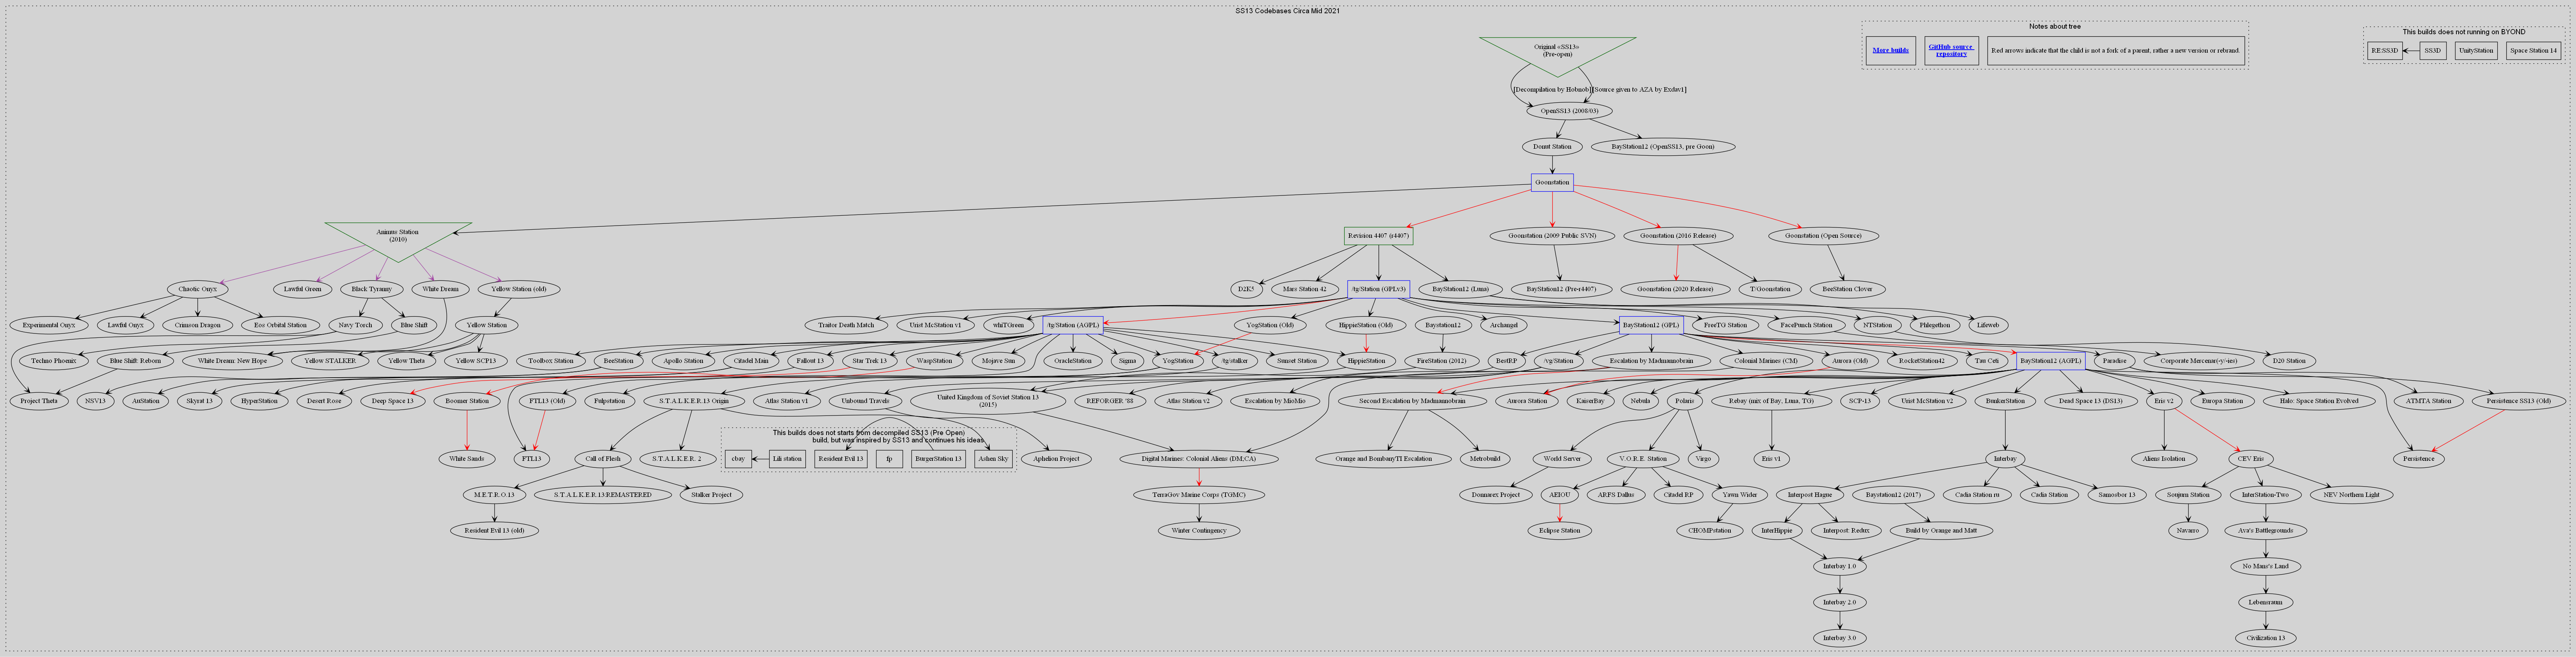 SS13 Codebases Circa Mid 2021
Notes about tree
More builds
GitHub source
repository
Red arrows indicate that the child is not a fork of a parent, rather a new version or rebrand.
This builds does not running on BYOND
RE:SS3D
SS3D
UnityStation
Space Station 14
Original «SS13»
(Pre-open)
[Decompilation by Hobnob]
[Source given to AZA by Exdav1]
OpenSS13 (2008/03)
Donut Station
BayStation12 (OpenSS13, pre Goon)
Goonstation
Animus Station
(2010)
Revision 4407 (r4407)
Goonstation (2009 Public SVN)
Goonstation (2016 Release)
Goonstation (Open Source)
Chaotic Onyx
Lawful Green
Black Tyranny
White Dream
Yellow Station (old)
D2K5
Mars Station 42
/tg/Station (GPLv3)
BayStation12 (Luna)
BayStation12 (Pre-r4407)
Goonstation (2020 Release)
T/Goonstation
BeeStation Clover
Experimental Onyx
Lawful Onyx
Crimson Dragon
Eos Orbital Station
Navy Torch
Blue Shift
Yellow Station
Traitor Death Match
Urist McStation v1
whiTGreen
/tg/Station (AGPL)
YogStation (Old)
HippieStation (Old)
Baystation12
Archangel
BayStation12 (GPL)
FreeTG Station
FacePunch Station
NTStation
Phlegethon
Lifeweb
Techno Phoenix
Blue Shift: Reborn
White Dream: New Hope
Yellow STALKER
Yellow Theta
Yellow SCP13
Toolbox Station
BeeStation
Apollo Station
Citadel Main
Fallout 13
Star Trek 13
WaspStation
Mojave Sun
OracleStation
Sigma
YogStation
/tg/stalker
Sunset Station
HippieStation
FireStation (2012)
BestRP
/vg/Station
Escalation by Madmannobrain
Colonial Marines (CM)
Aurora (Old)
RocketStation42
Tau Ceti
BayStation12 (AGPL)
Paradise
Corporate Mercenar(-y/-ies)
D20 Station
Project Theta
NSV13
AuStation
Skyrat 13
HyperStation
Desert Rose
Deep Space 13
Boomer Station
FTL13 (Old)
Fulpstation
S.T.A.L.K.E.R.13 Origin
Atlas Station v1
Unbound Travels
United Kingdom of Soviet Station 13
(2015)
REFORGER '88
Atlas Station v2
Escalation by MioMio
Second Escalation by Madmannobrain
Aurora Station
KaiserBay
Nebula
Polaris
Rebay (mix of Bay, Luna, TG)
SCP-13
Urist McStation v2
BunkerStation
Dead Space 13 (DS13)
Eris v2
Europa Station
Halo: Space Station Evolved
ATMTA Station
Persistence SS13 (Old)
This builds does not starts from decompiled SS13 (Pre Open)
build, but was inspired by SS13 and continues his ideas
White Sands
FTL13
Call of Flesh
S.T.A.L.K.E.R. 2
cbay
Lili station
Resident Evil 13
fp
BurgerStation 13
Ashen Sky
Aphelion Project
Digital Marines: Colonial Aliens (DM;CA)
Orange and BombanyTI Escalation
Metrobuild
World Server
V.O.R.E. Station
Virgo
Eris v1
Interbay
Aliens Isolation
CEV Eris
Persistence
M.E.T.R.O.13
S.T.A.L.K.E.R.13:REMASTERED
Stalker Project
TerraGov Marine Corps (TGMC)
Donnarex Project
AEIOU
ARFS Dallus
Citadel RP
Yawn Wider
Interpost Hague
Baystation12 (2017)
Cadia Station ru
Cadia Station
Samosbor 13
Soujurn Station
InterStation-Two
NEV Northern Light
Resident Evil 13 (old)
Winter Contingency
Eclipse Station
CHOMPstation
InterHippie
Interpost: Redux
Build by Orange and Matt
Navarro
Ava's Battlegrounds
Interbay 1.0
No Mans's Land
Interbay 2.0
Lebensraum
Interbay 3.0
Civilization 13